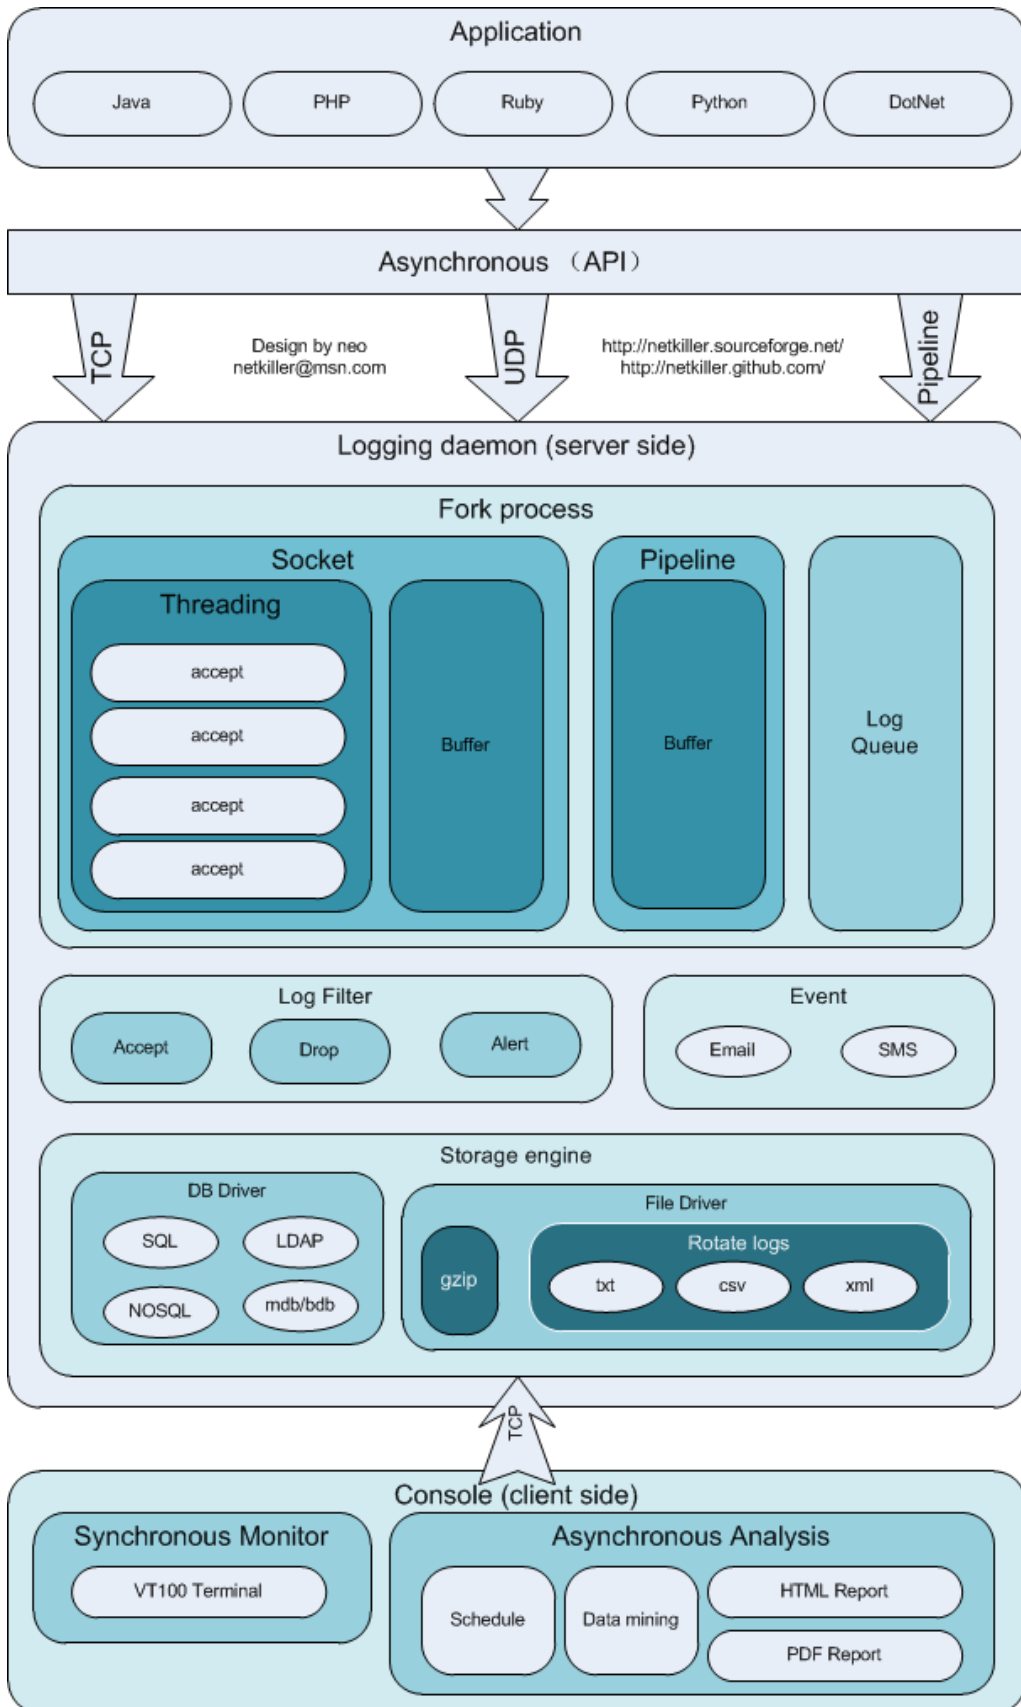 Application
Java
PHP
Ruby
Python
DotNet
Asynchronous （API）
TCP
Design by neo
netkiller@msn.com
UDP
http://netkiller.sourceforge.net/
http://netkiller.github.com/
Pipeline
Logging daemon (server side)
Fork process
Socket
Threading
accept
accept
accept
accept
Buffer
Pipeline
Buffer
Log
Queue
Log Filter
Accept
Drop
Alert
Event
Email
SMS
Storage engine
DB Driver
SQL
LDAP
NOSQL
mdb/bdb
File Driver
gzip
Rotate logs
txt
csv
xml
TCP
Console (client side)
Synchronous Monitor
VT100 Terminal
Asynchronous Analysis
Schedule
Data mining
HTML Report
PDF Report